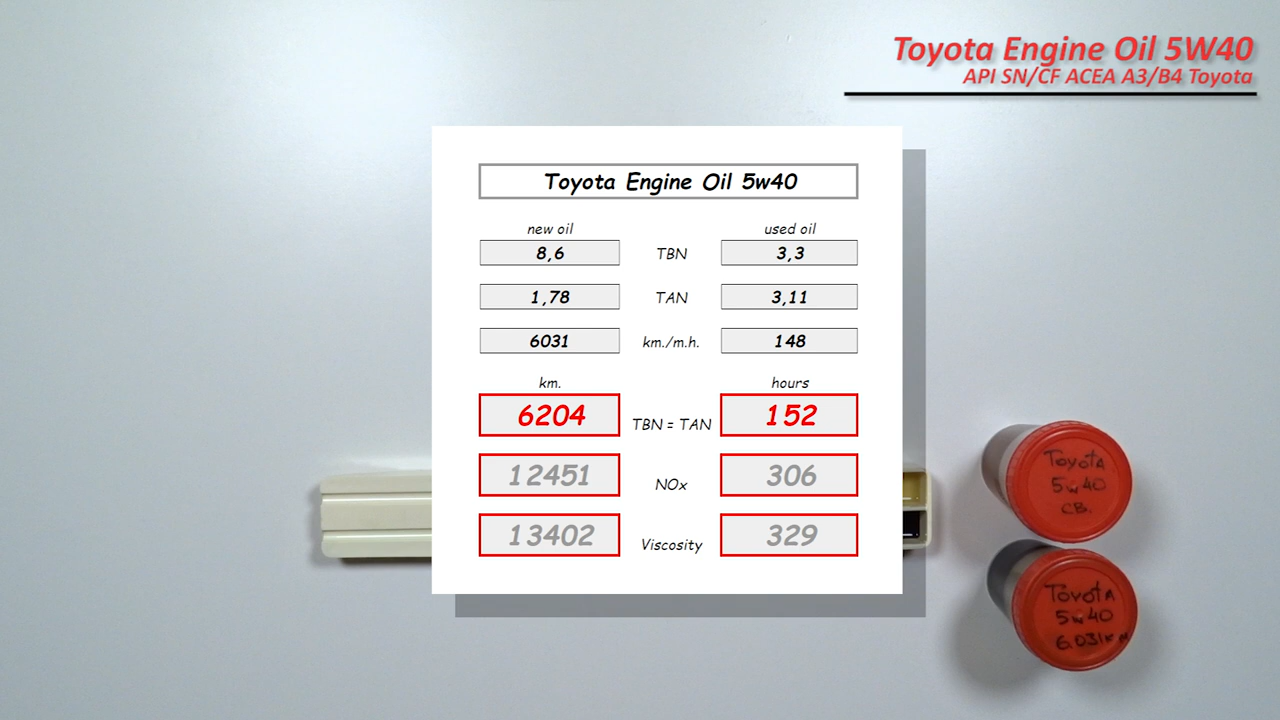 Toyota Engine Oil 5W40
API SN/CF ACEA A3/B4 Toyota
Toyota Engine Oil 5w40
new oil used oil
8,6 TBN 3,3
1,78 TAN 3,11
6031 km./m.h. 148
km. hours
6204 TBN = TAN 152
12451 NOx 306
13402 Viscosity 329
Toyota
5w40
СВ.
Toyota
5w40
6.031км